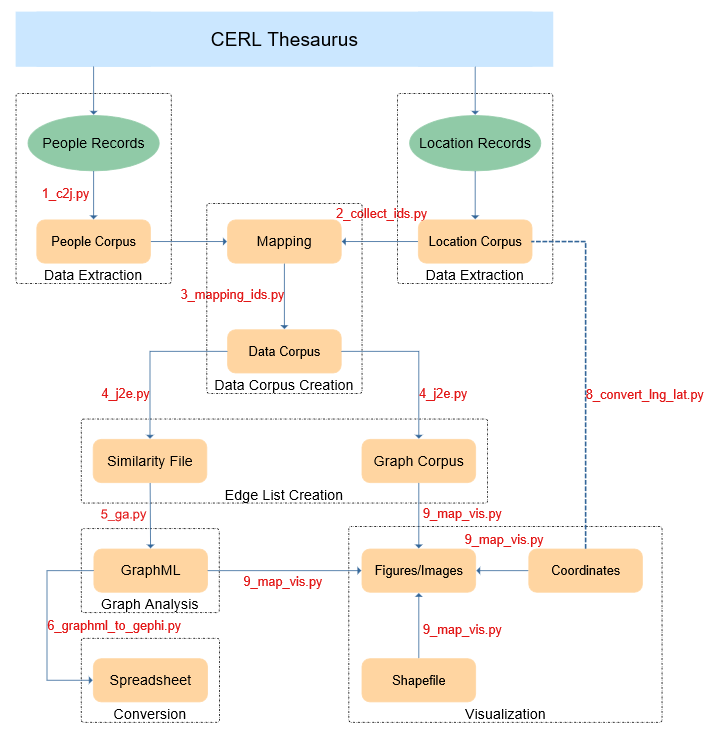 CERL Thesaurus
People Records
Location Records
1_c2j.py
2_collect_ids.py
People Corpus
Mapping
Location Corpus
Data Extraction
Data Extraction
3_mapping_ids.py
Data Corpus
Data Corpus Creation
4_j2e.py
4_j2e.py
8_convert_lng_lat.py
Similarity File
Graph Corpus
Edge List Creation
5_ga.py
9_map_vis.py
9_map_vis.py
GraphML
9_map_vis.py
Figures/Images
Coordinates
Graph Analysis
6_graphml_to_gephi.py
9_map_vis.py
Spreadsheet
Shapefile
Conversion
Visualization